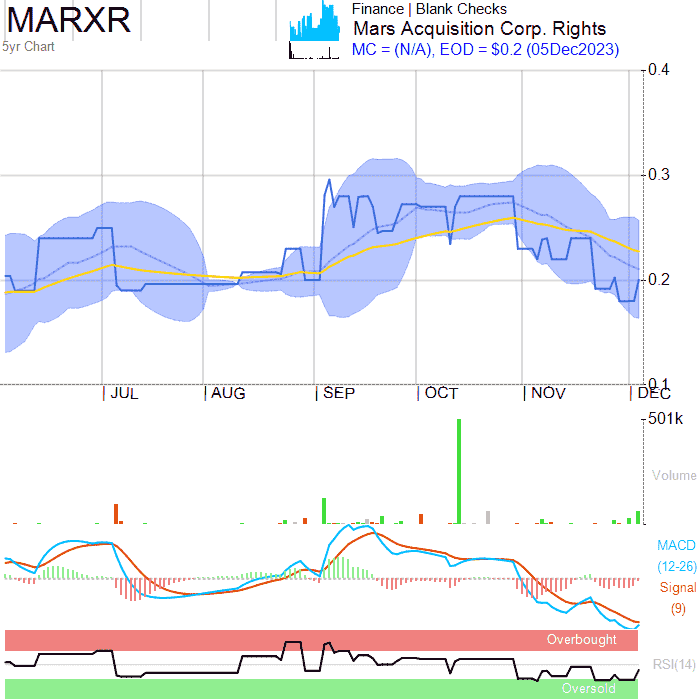 MARXR
5yr Chart
Finance | Blank Checks
Mars Acquisition Corp. Rights
MC = (N/A), EOD = $0.2 (05Dec2023)
0.4
0.3
0.2
0.1
JUL AUG SEP OCT NOV DEC
501k
Volume
MACD
(12-26)
Signal
(9)
Overbought
RSI(14)
Oversold